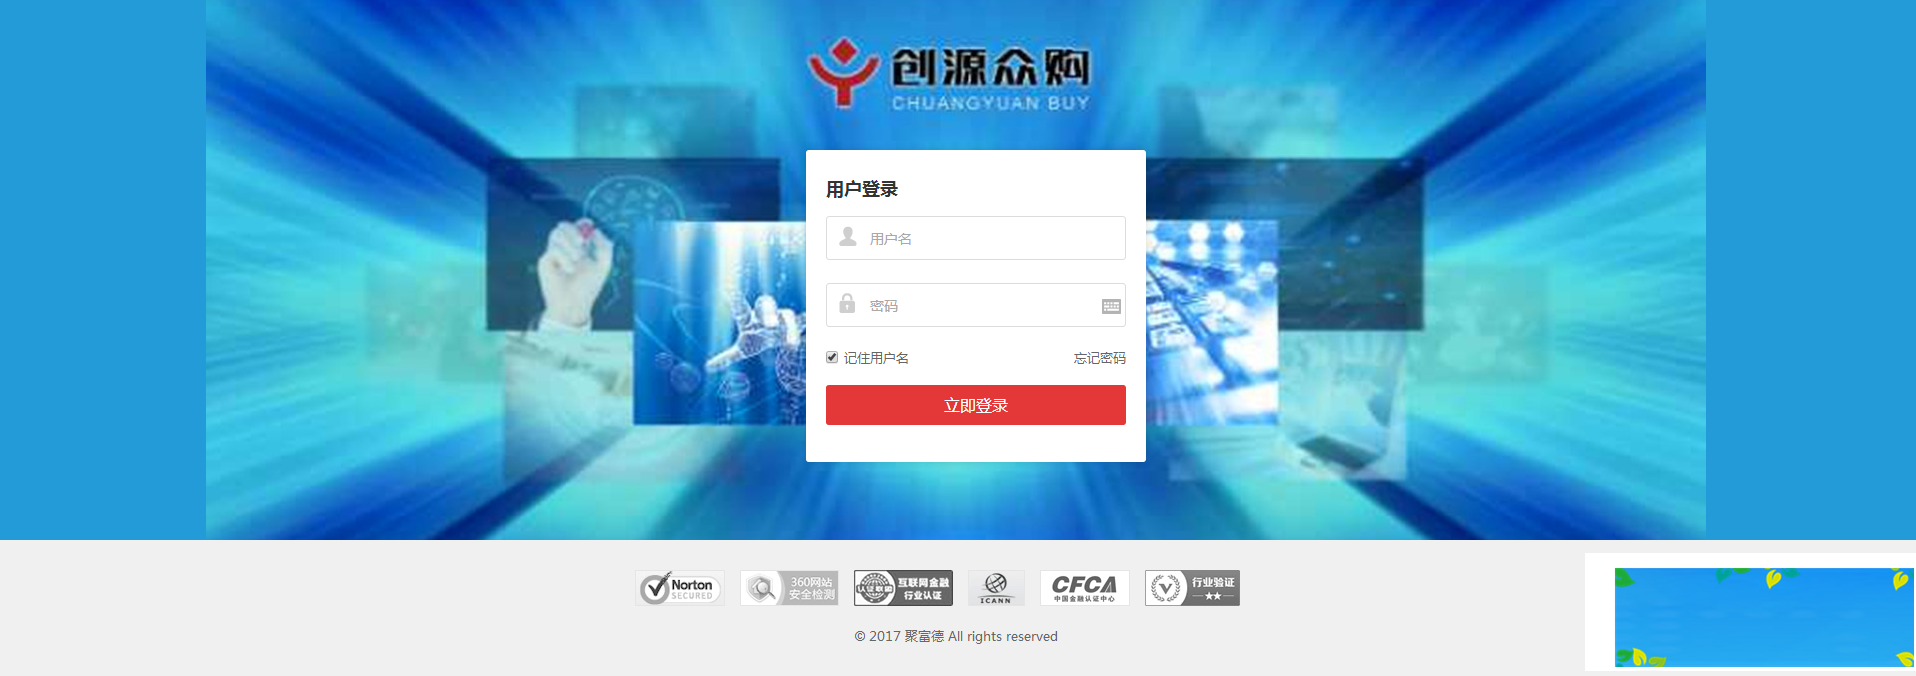 创源众购
CHUANGYUAN BUY
用户登录
用户名
密码
记住用户名 忘记密码
立即登录
Norton
SECURED
360网站
安全检测
认证联盟
互联网金融
行业认证
ICANN
CFCA
中国金融认证中心
行业验证
© 2017 聚富德 All rights reserved